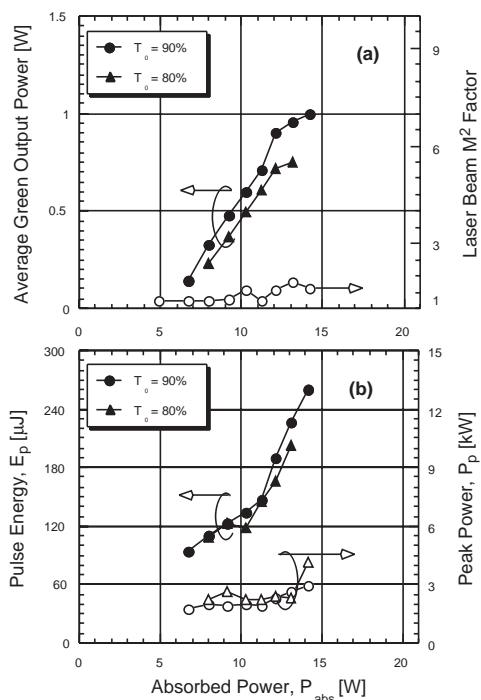 1.5
1
0.5
0
Average Green Output Power [W]
T0 = 90%
T0 = 80%
(a)
9
7
6
5
3
1
Laser Beam M² Factor
0 5 10 15 20
300
240
180
120
60
0
Pulse Energy, Ep [µJ]
T0 = 90%
T0 = 80%
(b)
15
12
9
6
3
0
Peak Power, Pp [kW]
0 5 10 15 20
Absorbed Power, Pabs [W]